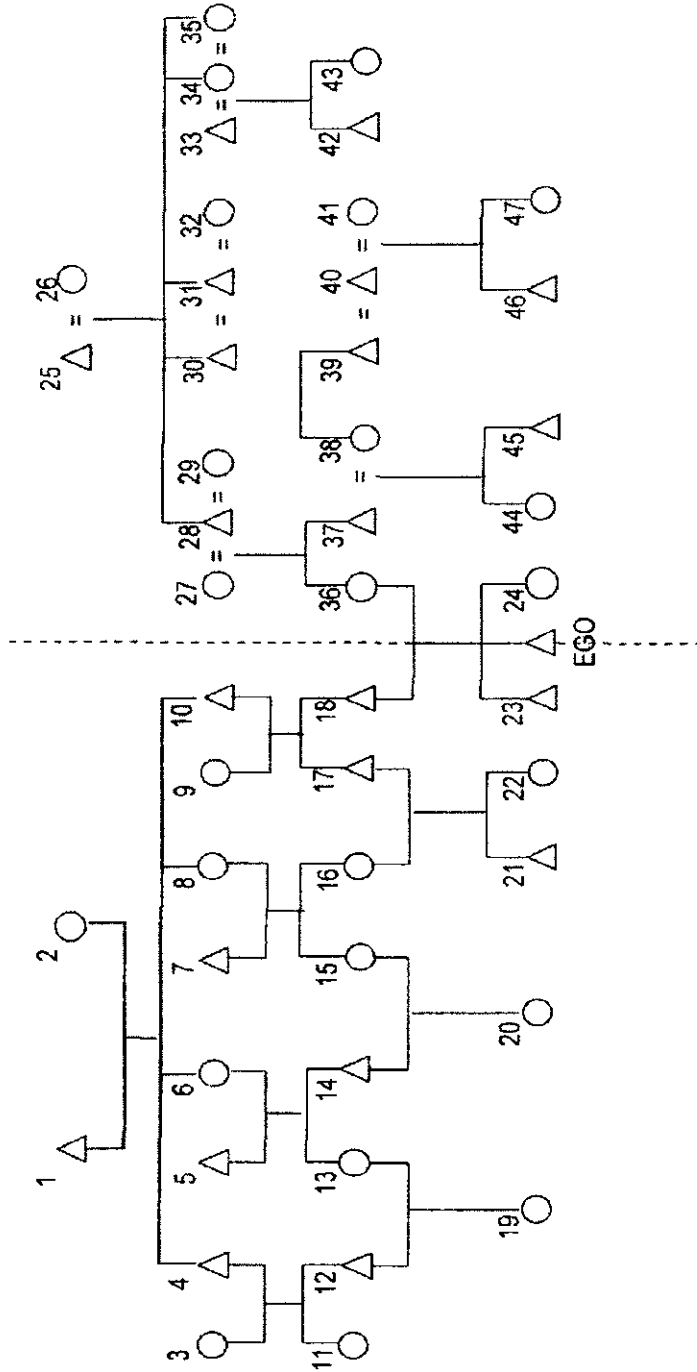 1 2 25 = 26
3 4 5 6 7 8 9 10 27 = 28 = 29 30 = 31 = 32 33 = 34 = 35
11 12 13 14 15 16 17 18 36 37 = 38 39 = 40 = 41 42 43
19 20 21 22 23 24 44 45 46 47
EGO